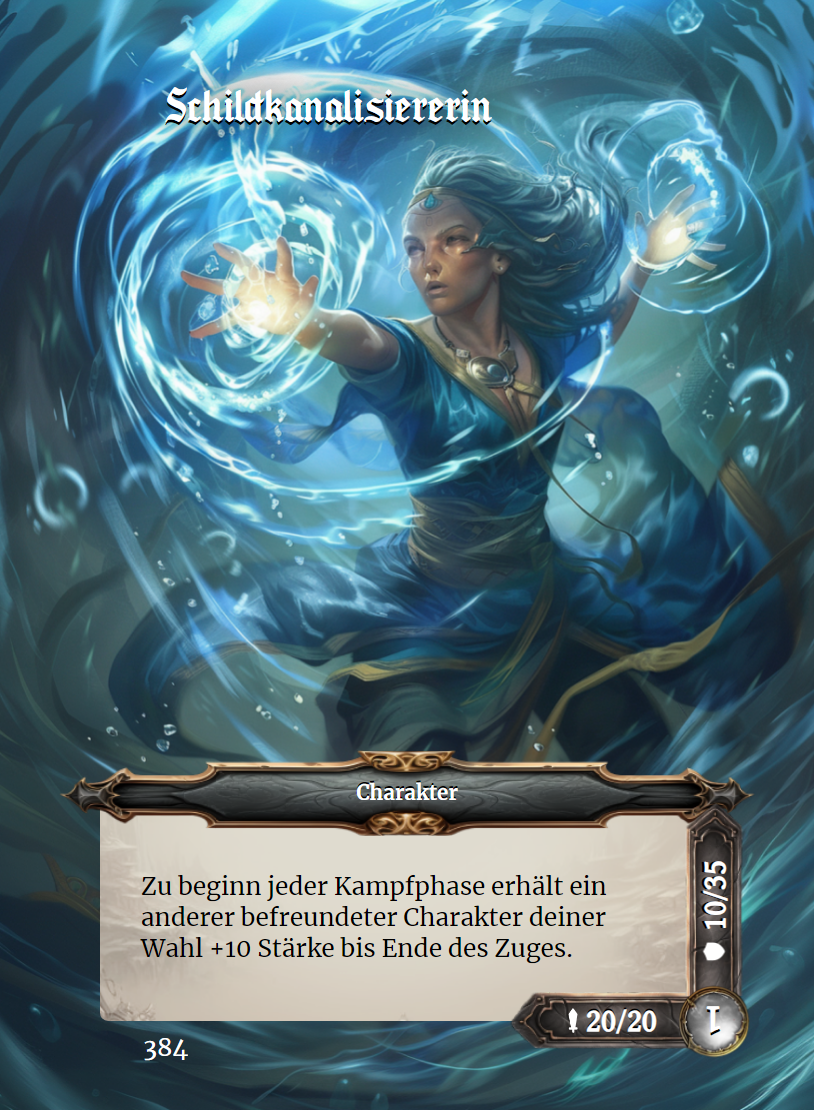 Schildkanalisiererin
Charakter
Zu beginn jeder Kampfphase erhält ein
anderer befreundeter Charakter deiner
Wahl +10 Stärke bis Ende des Zuges.
10/35
20/20
1
384